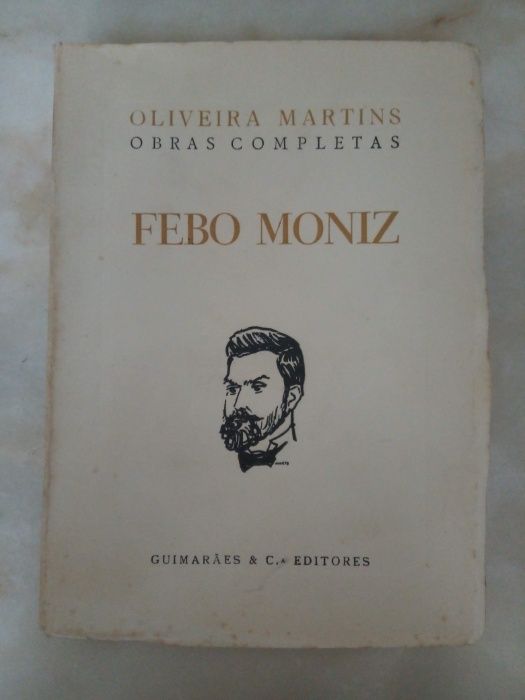 OLIVEIRA MARTINS
OBRAS COMPLETAS
FEBO MONIZ
GUIMARÃES & C.ª EDITORES